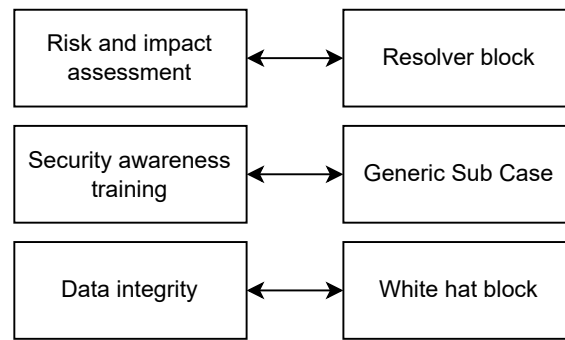 Risk and impact
assessment
Resolver block
Security awareness
training
Generic Sub Case
Data integrity
White hat block